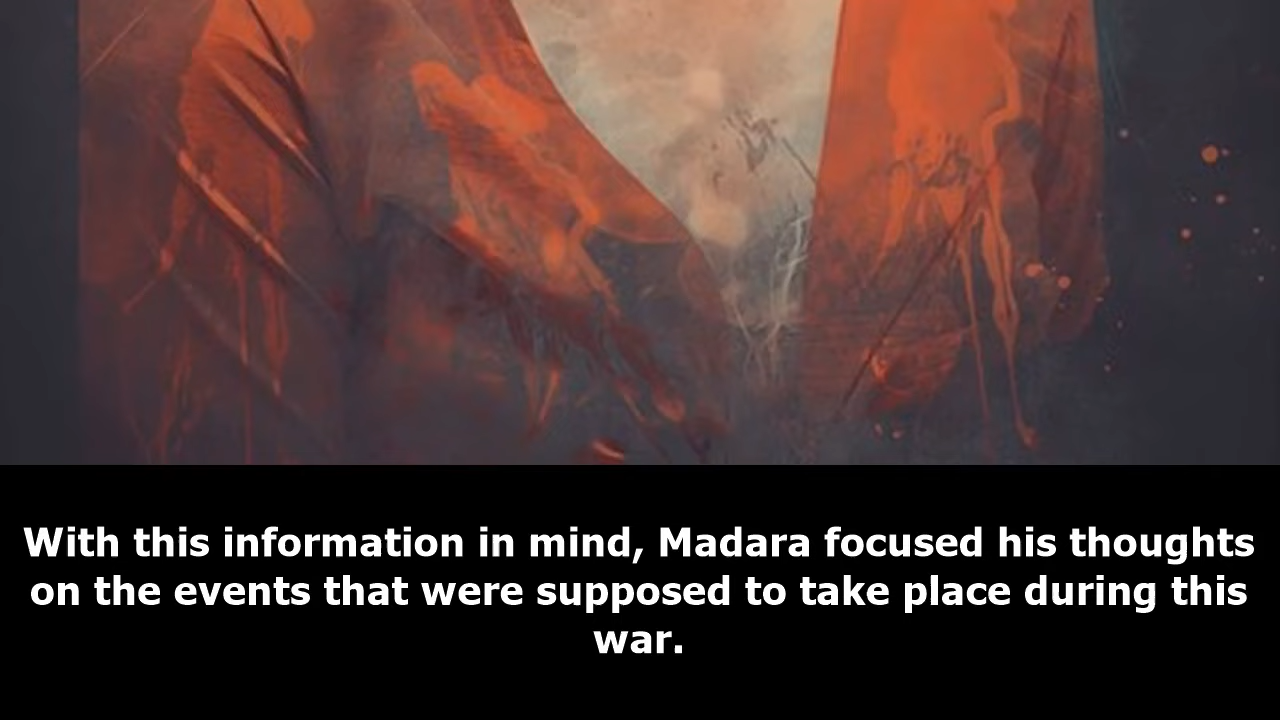 With this information in mind, Madara focused his thoughts
on the events that were supposed to take place during this
war.